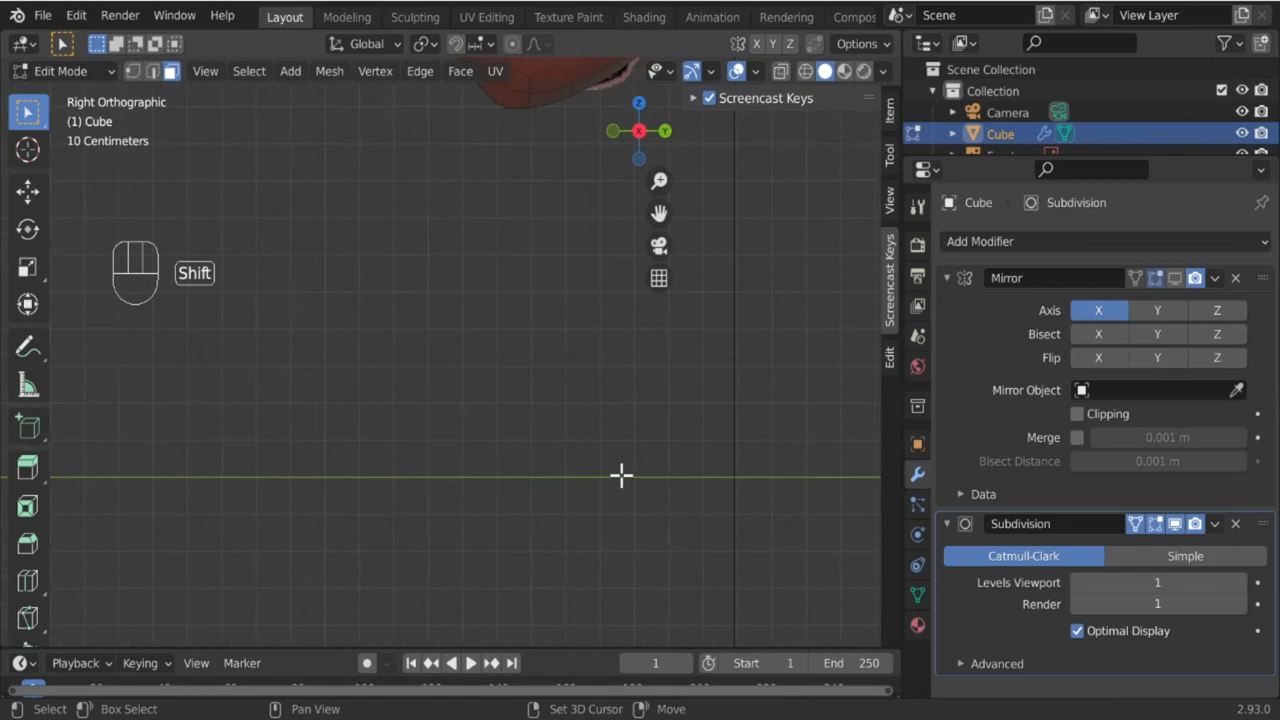 File Edit Render Window Help Layout Modeling Sculpting UV Editing Texture Paint Shading Animation Rendering Compos Scene View Layer
Global Options
Edit Mode View Select Add Mesh Vertex Edge Face UV
Scene Collection
Collection
Camera
Cube
Right Orthographic
(1) Cube
10 Centimeters
Screencast Keys
Z
X
Y
Item
Tool
View
Screencast Keys
Edit
Shift
Cube Subdivision
Add Modifier
Mirror
Axis X Y Z
Bisect X Y Z
Flip X Y Z
Mirror Object
Clipping
Merge 0.001 m
Bisect Distance 0.001 m
Data
Subdivision
Catmull-Clark Simple
Levels Viewport 1
Render 1
Optimal Display
Advanced
Playback Keying View Marker 1 Start 1 End 250
Select Box Select Pan View Set 3D Cursor Move 2.93.0